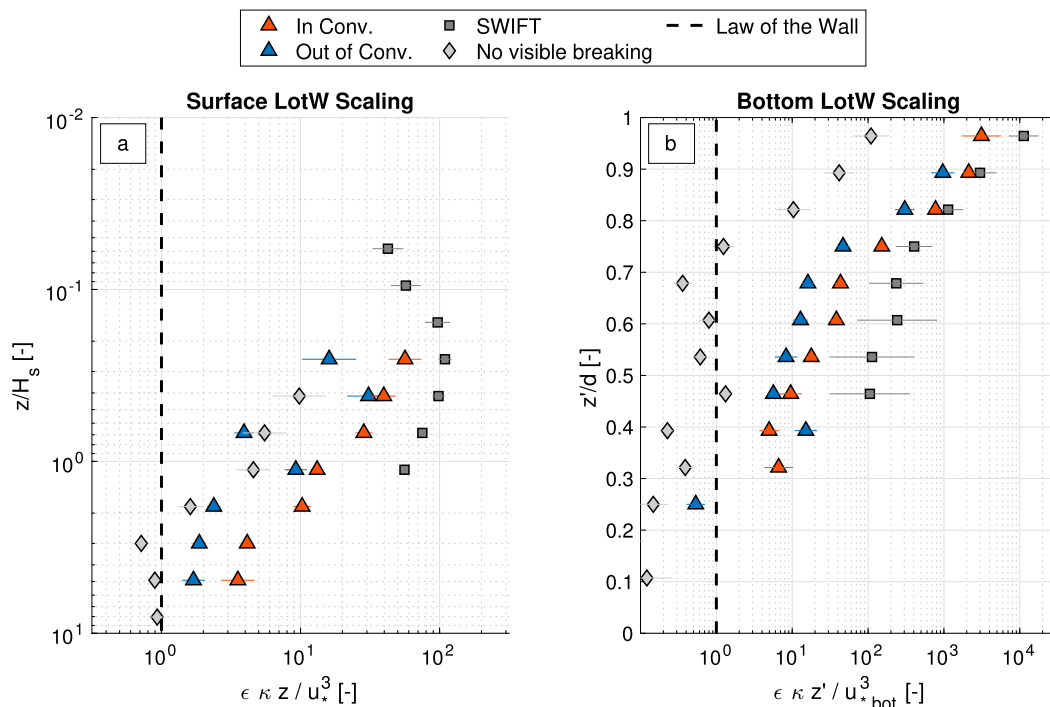 In Conv. SWIFT Law of the Wall
Out of Conv. No visible breaking
Surface LotW Scaling
a
10^-2
10^-1
10^0
10^1
z/H_s [-]
10^0 10^1 10^2
ϵ κ z / u_*^3 [-]
Bottom LotW Scaling
b
1
0.9
0.8
0.7
0.6
0.5
0.4
0.3
0.2
0.1
0
z'/d [-]
10^0 10^1 10^2 10^3 10^4
ϵ κ z' / u_*^3_bot [-]